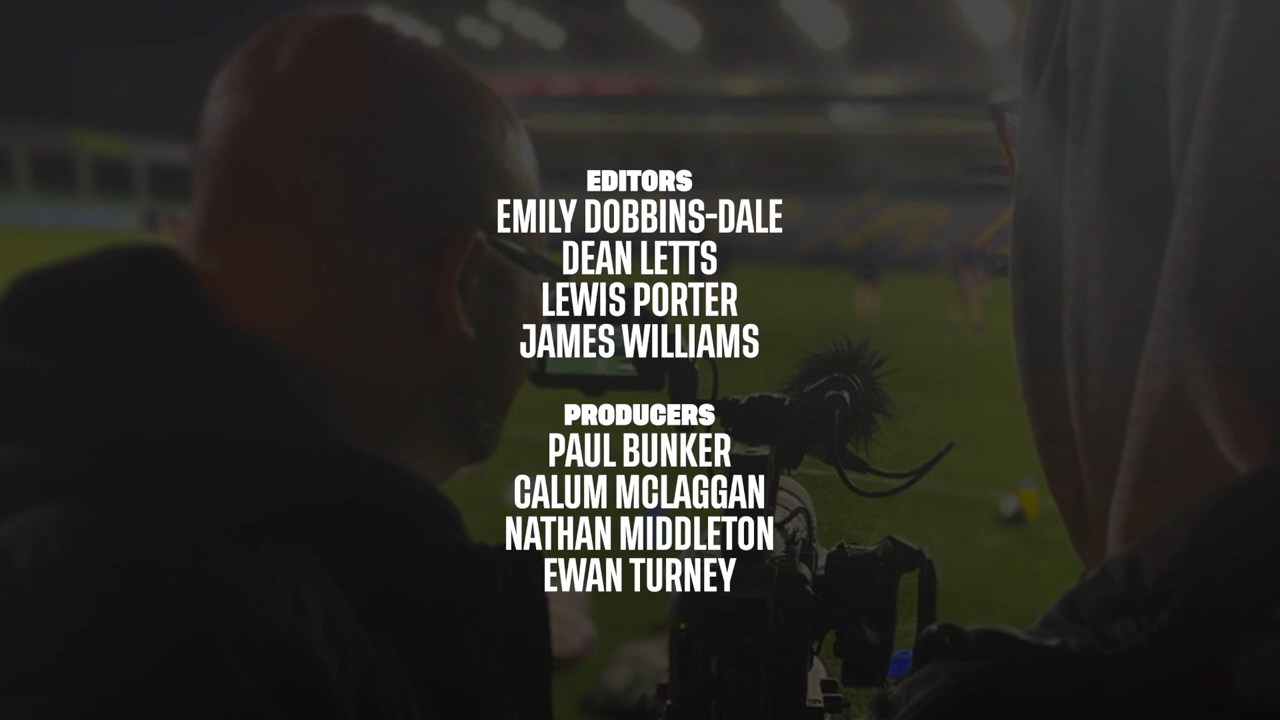 EDITORS
EMILY DOBBINS-DALE
DEAN LETTS
LEWIS PORTER
JAMES WILLIAMS
PRODUCERS
PAUL BUNKER
CALUM MCLAGGAN
NATHAN MIDDLETON
EWAN TURNEY